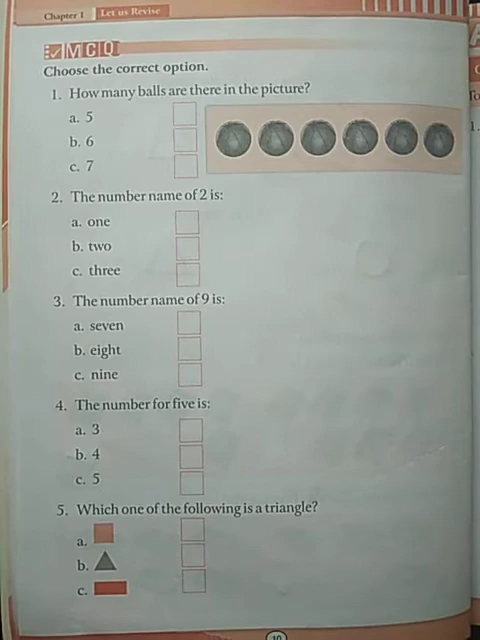 Chapter 1 Let us Revise
MCQ
Choose the correct option.
1. How many balls are there in the picture?
a. 5
b. 6
c. 7
2. The number name of 2 is:
a. one
b. two
c. three
3. The number name of 9 is:
a. seven
b. eight
c. nine
4. The number for five is:
a. 3
b. 4
c. 5
5. Which one of the following is a triangle?
a.
b.
c.
10
1.